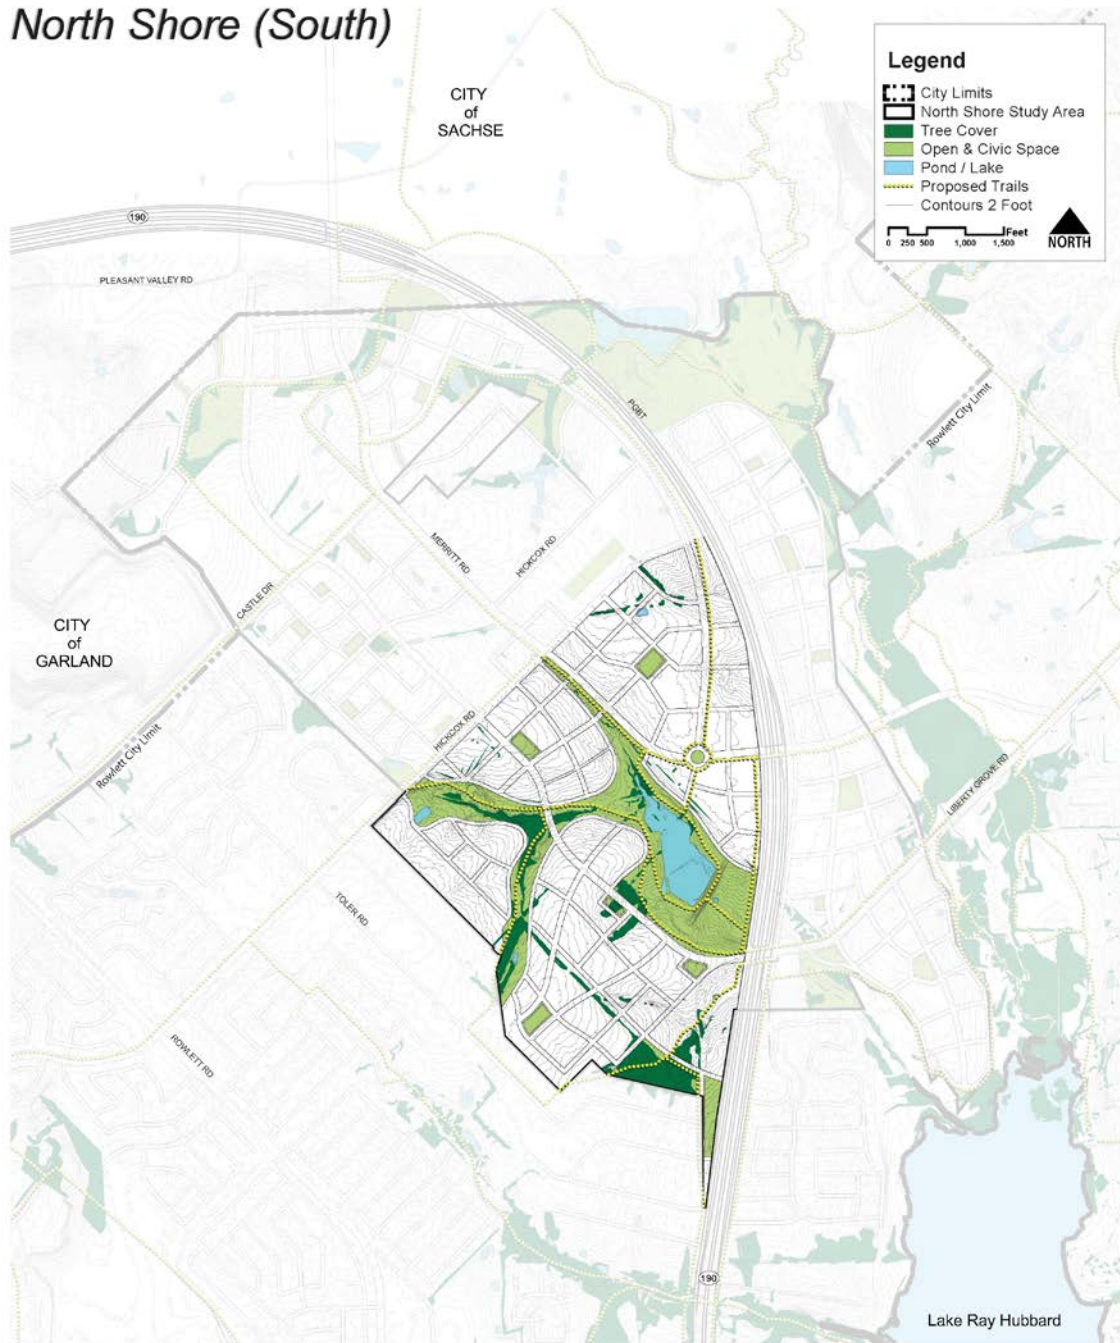 North Shore (South)
Legend
City Limits
North Shore Study Area
Tree Cover
Open & Civic Space
Pond / Lake
Proposed Trails
Contours 2 Foot
Feet
0 250 500 1,000 1,500
NORTH
CITY
of
SACHSE
190
PLEASANT VALLEY RD
PGBT
Rowlett City Limit
MERRITT RD
HICKCOX RD
CASTLE DR
CITY
of
GARLAND
HICKCOX RD
Rowlett City Limit
LIBERTY GROVE RD
TOLER RD
ROWLETT RD
190
Lake Ray Hubbard